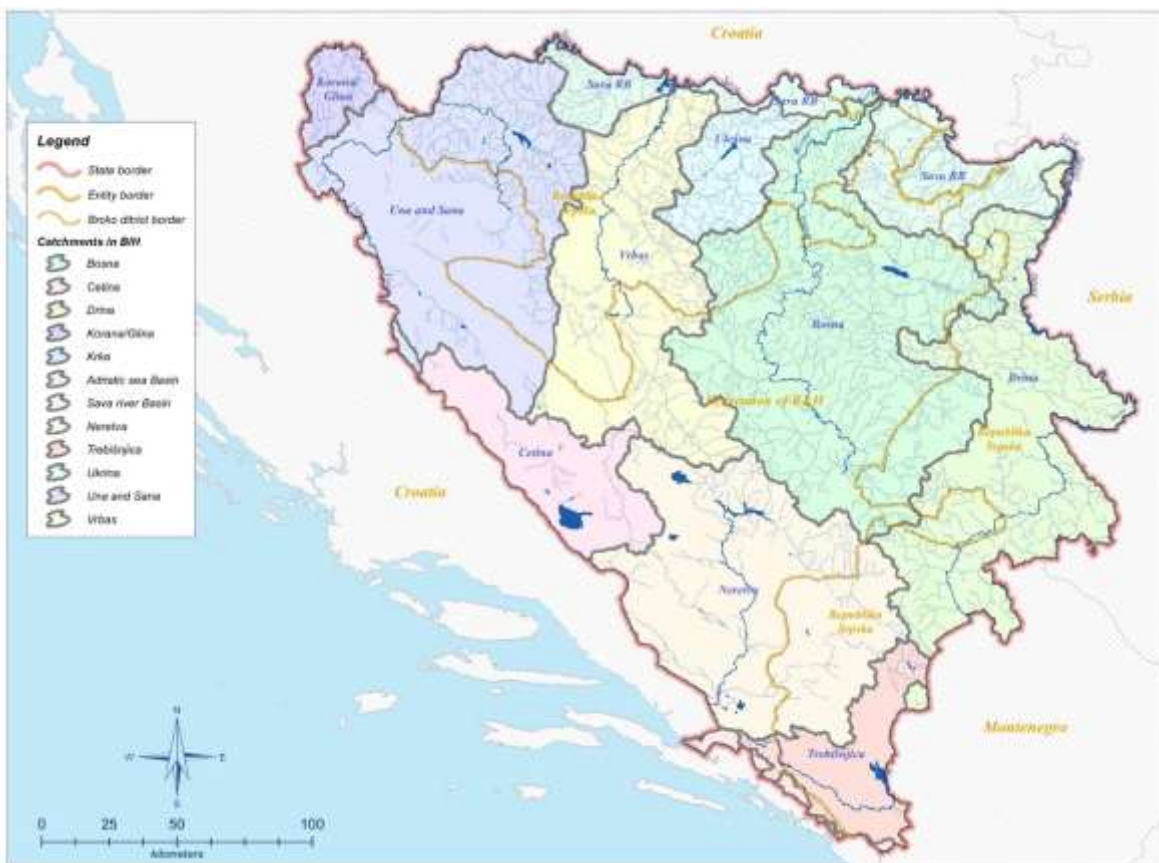 Croatia
Korana/
Glina
Sava RB
Sava RB
Ukrina
Sava RB
Legend
State border
Entity border
Brcko ditrict border
Catchments in BIH
Bosna
Cetina
Drina
Korana/Glina
Krka
Adriatic sea Basin
Sava river Basin
Neretva
Trebišnjica
Ukrina
Una and Sana
Vrbas
Una and Sana
Republika
Srpska
Vrbas
Bosna
Serbia
Drina
Federation of B&H
Republika
Srpska
Cetina
Croatia
Neretva
Republika
Srpska
Montenegro
Trebišnjica
N
W
E
S
0 25 50 100
kilometers